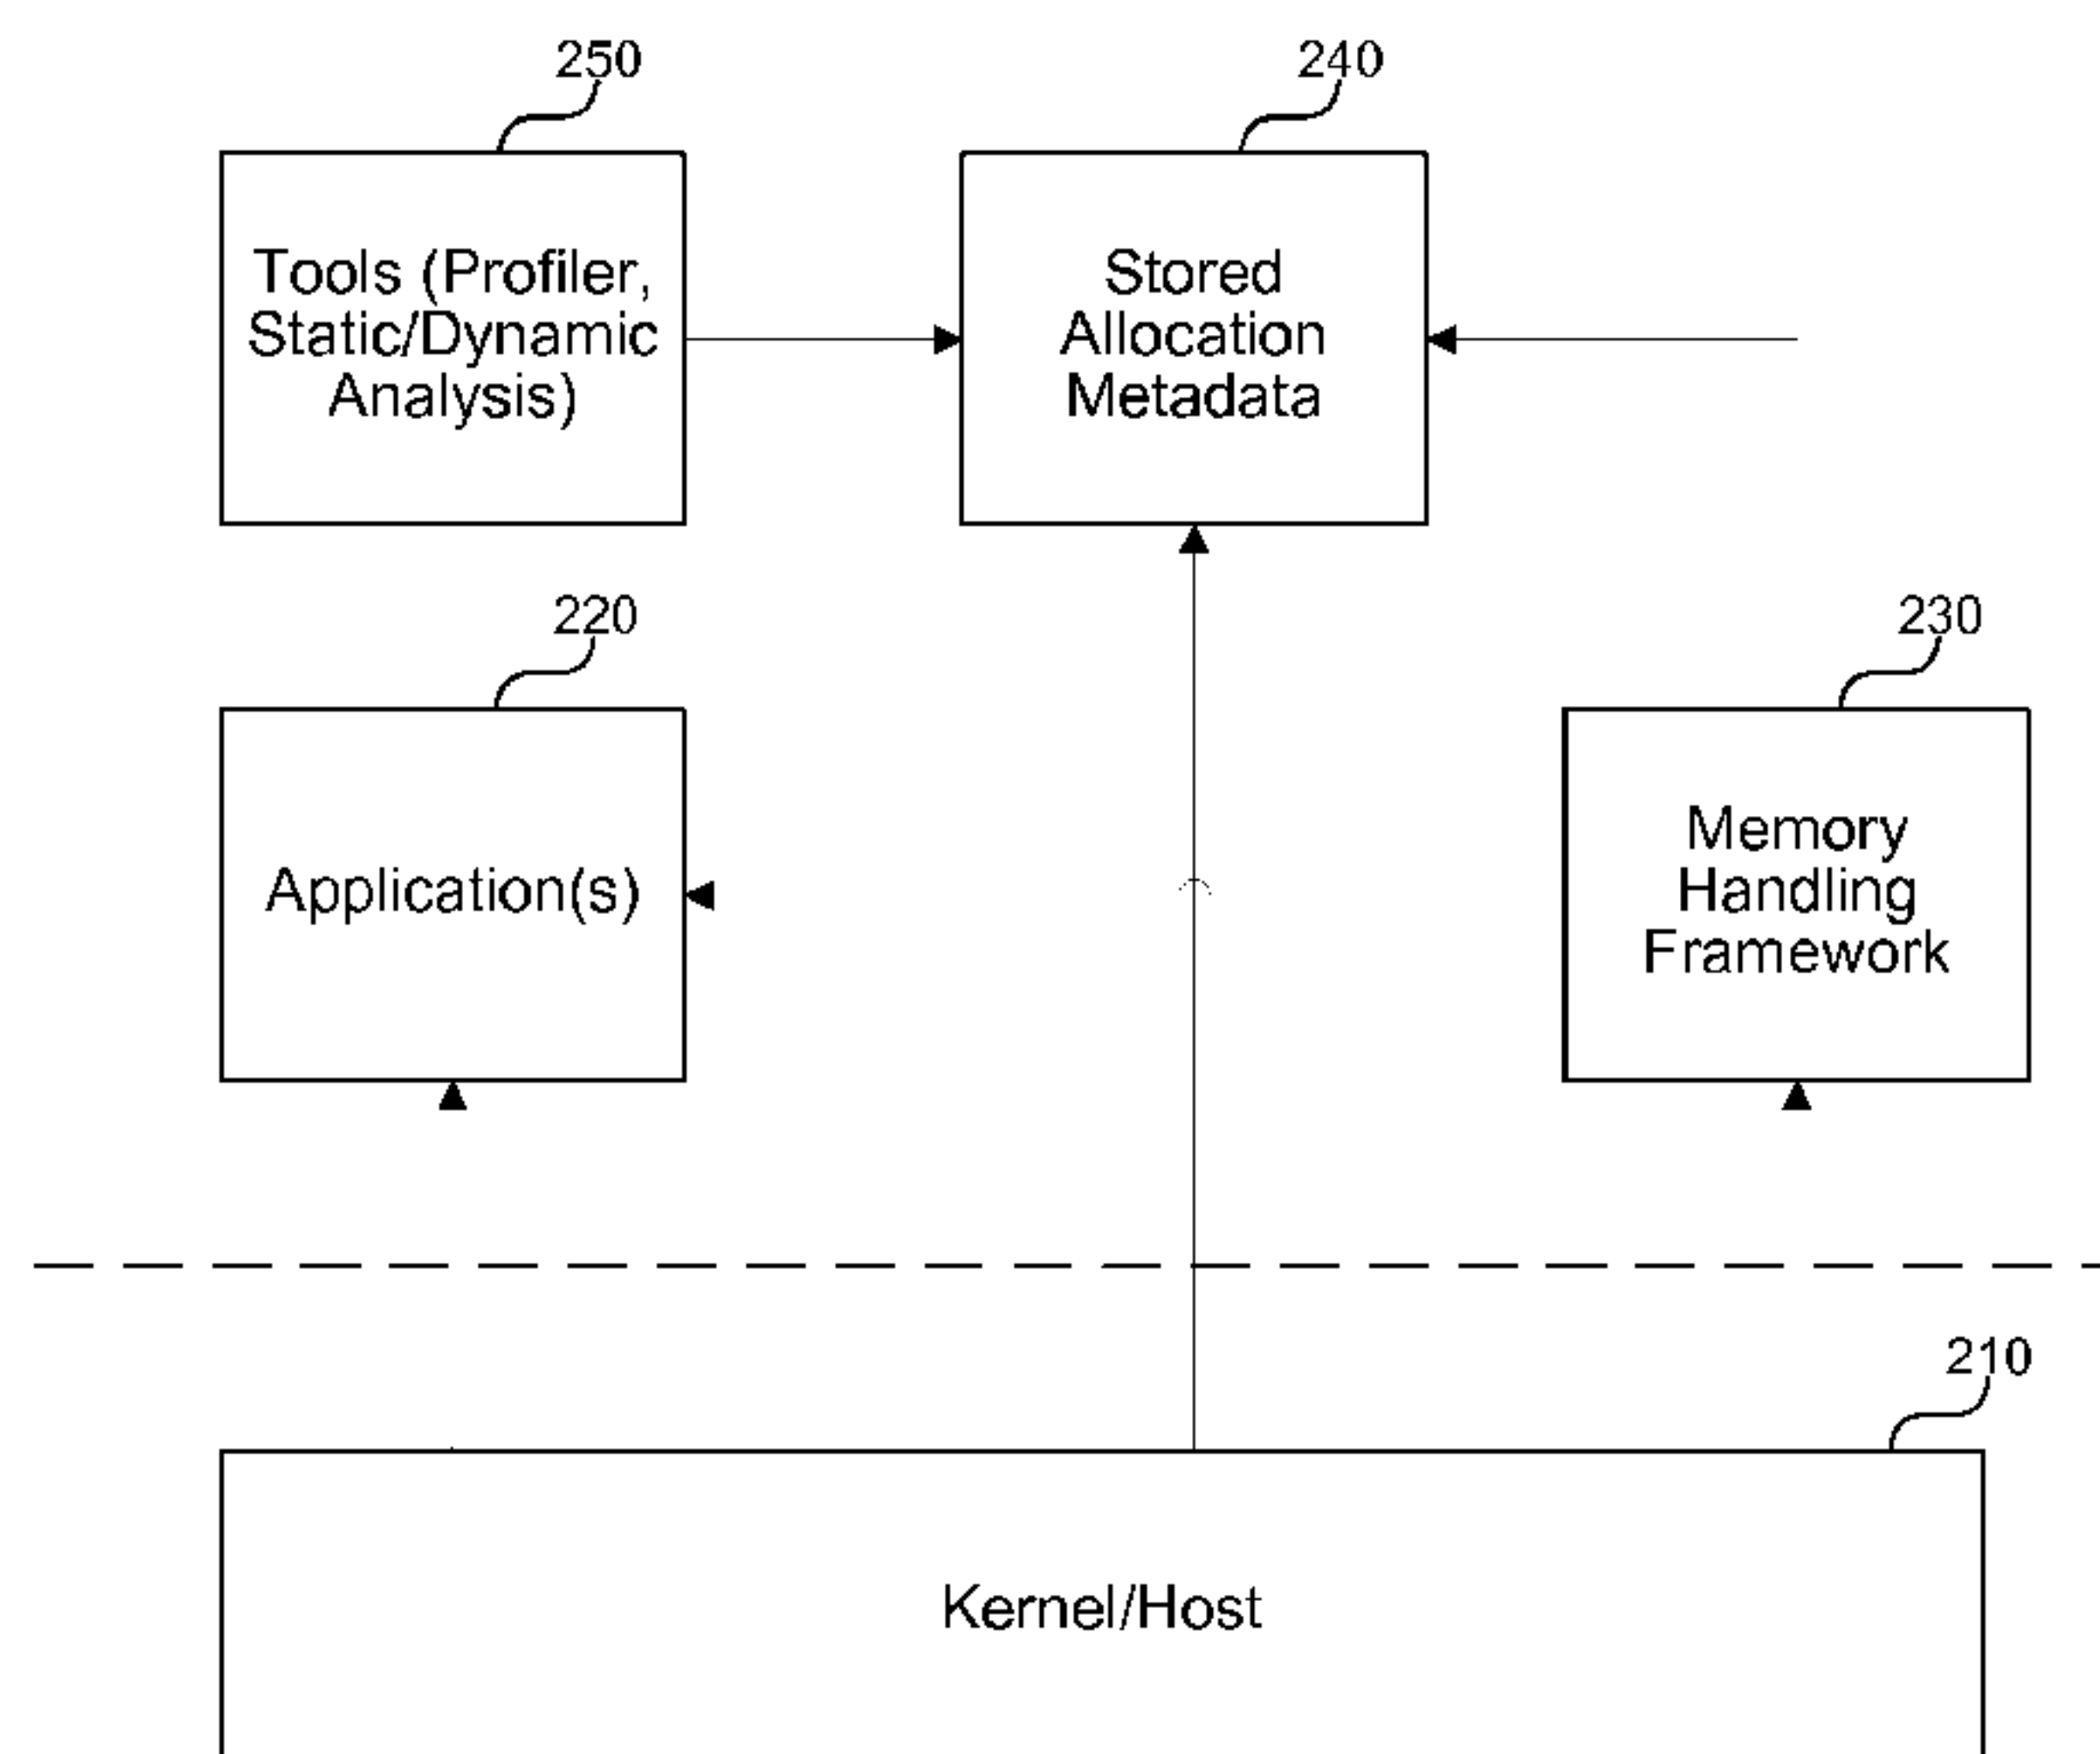 250
240
Tools (Profiler,
Static/Dynamic
Analysis)
Stored
Allocation
Metadata
220
230
Application(s)
Memory
Handling
Framework
210
Kernel/Host